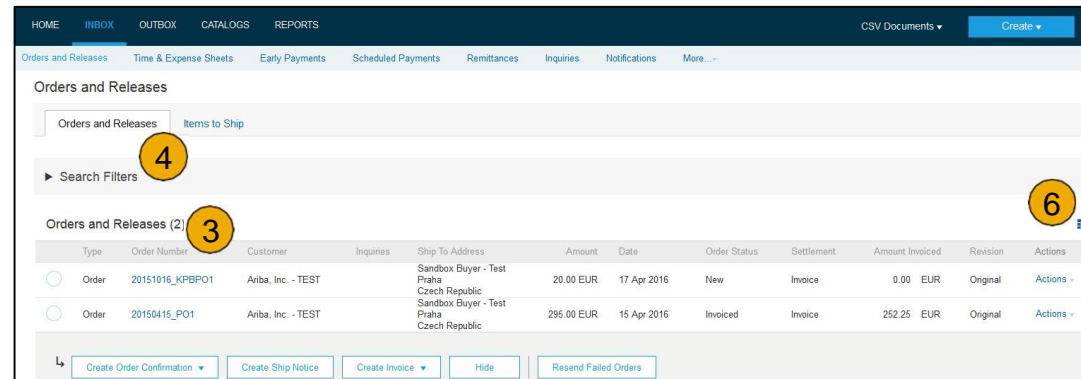 HOME INBOX OUTBOX CATALOGS REPORTS CSV Documents Create
Orders and Releases Time & Expense Sheets Early Payments Scheduled Payments Remittances Inquiries Notifications More...
Orders and Releases
Orders and Releases Items to Ship
4
Search Filters
6
Orders and Releases (2) 3
Type Order Number Customer Inquiries Ship To Address Amount Date Order Status Settlement Amount Invoiced Revision Actions
Sandbox Buyer - Test
Order 20151016_KPBPO1 Ariba, Inc. - TEST Praha 20.00 EUR 17 Apr 2016 New Invoice 0.00 EUR Original Actions
Czech Republic
Sandbox Buyer - Test
Order 20150415_PO1 Ariba, Inc. - TEST Praha 295.00 EUR 15 Apr 2016 Invoiced Invoice 252.25 EUR Original Actions
Czech Republic
Create Order Confirmation Create Ship Notice Create Invoice Hide Resend Failed Orders